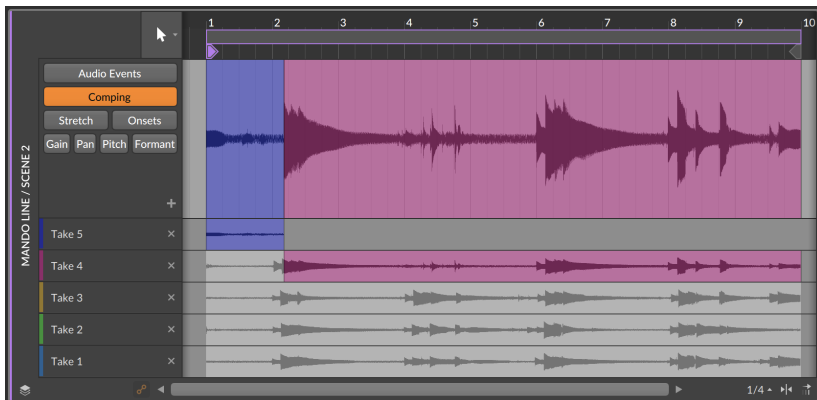 1 2 3 4 5 6 7 8 9 10
MANDO LINE / SCENE 2
Audio Events
Comping
Stretch Onsets
Gain Pan Pitch Formant
Take 5
Take 4
Take 3
Take 2
Take 1
1/4